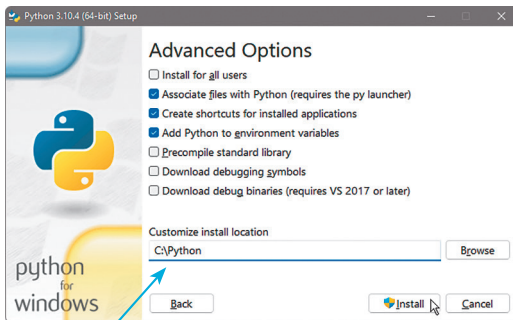 Python 3.10.4 (64-bit) Setup
Advanced Options
Install for all users
Associate files with Python (requires the py launcher)
Create shortcuts for installed applications
Add Python to environment variables
Precompile standard library
Download debugging symbols
Download debug binaries (requires VS 2017 or later)
Customize install location
C:\Python
Browse
python
for
windows
Back
Install
Cancel